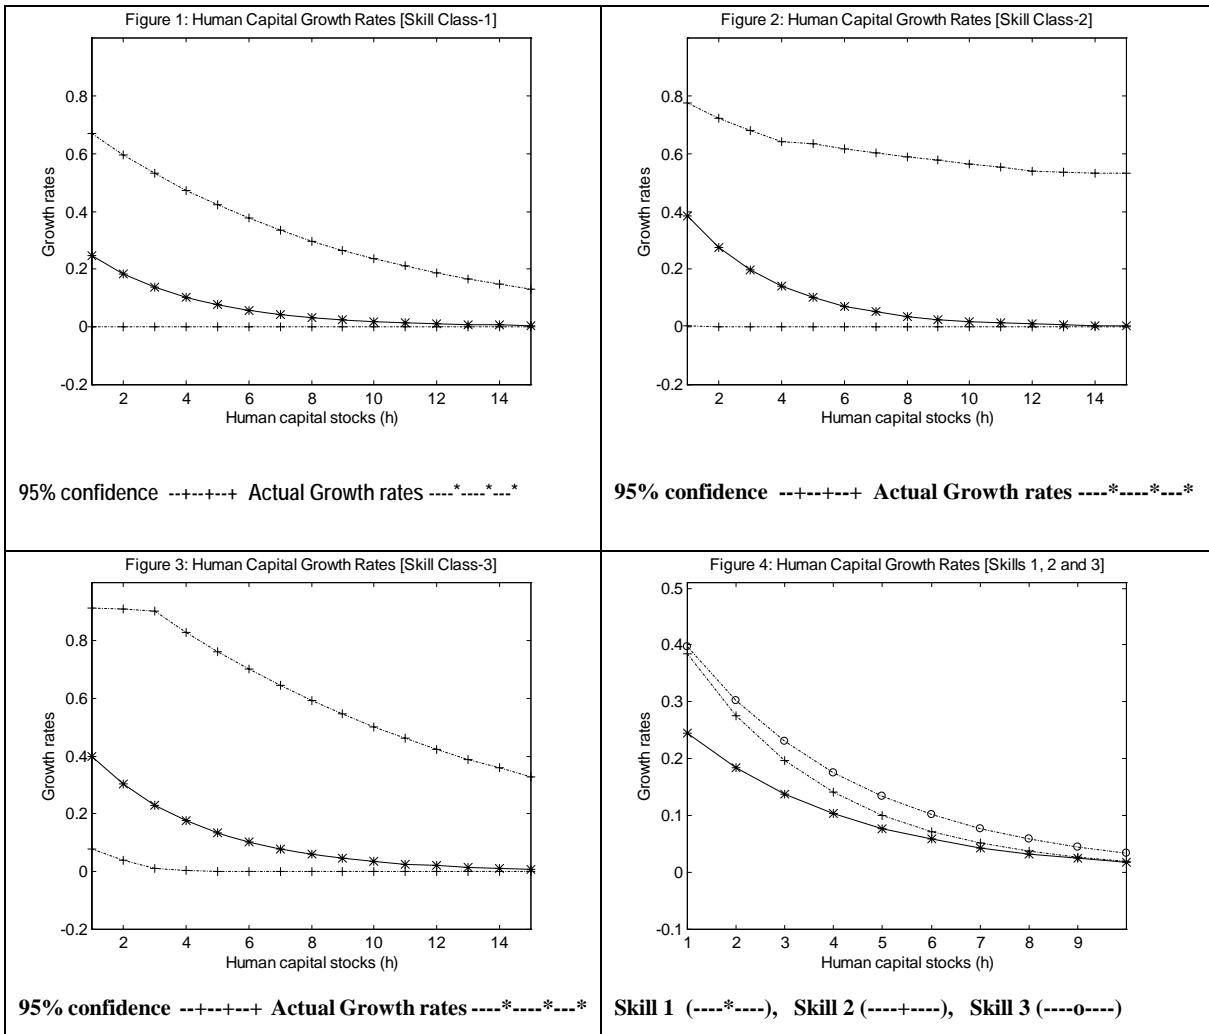 Figure 1: Human Capital Growth Rates [Skill Class-1]
0.8
0.6
0.4
0.2
0
-0.2
Growth rates
2 4 6 8 10 12 14
Human capital stocks (h)
95% confidence --+--+--+ Actual Growth rates ----*----*---*
Figure 2: Human Capital Growth Rates [Skill Class-2]
0.8
0.6
0.4
0.2
0
-0.2
Growth rates
2 4 6 8 10 12 14
Human capital stocks (h)
95% confidence --+--+--+ Actual Growth rates ----*----*---*
Figure 3: Human Capital Growth Rates [Skill Class-3]
0.8
0.6
0.4
0.2
0
-0.2
Growth rates
2 4 6 8 10 12 14
Human capital stocks (h)
95% confidence --+--+--+ Actual Growth rates ----*----*---*
Figure 4: Human Capital Growth Rates [Skills 1, 2 and 3]
0.5
0.4
0.3
0.2
0.1
0
-0.1
Growth rates
1 2 3 4 5 6 7 8 9
Human capital stocks (h)
Skill 1 (----*----), Skill 2 (----+----), Skill 3 (----o----)